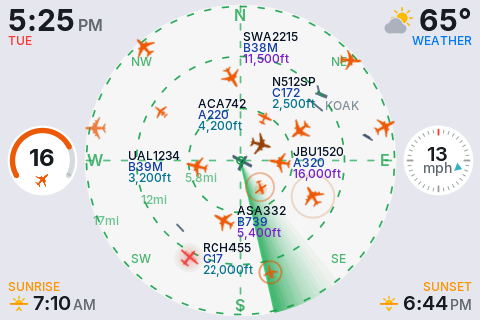 5:25 PM
TUE
65°
WEATHER
N
NW
NE
SWA2215
B38M
11,500ft
N512SP
C172
2,500ft
KOAK
ACA742
A220
4,200ft
16
UAL1234
B39M
3,200ft
W
E
JBU1520
A320
16,000ft
13
mph
5.8mi
12mi
17mi
ASA332
B739
5,400ft
RCH455
C17
22,000ft
SW
SE
S
SUNRISE
7:10 AM
SUNSET
6:44 PM